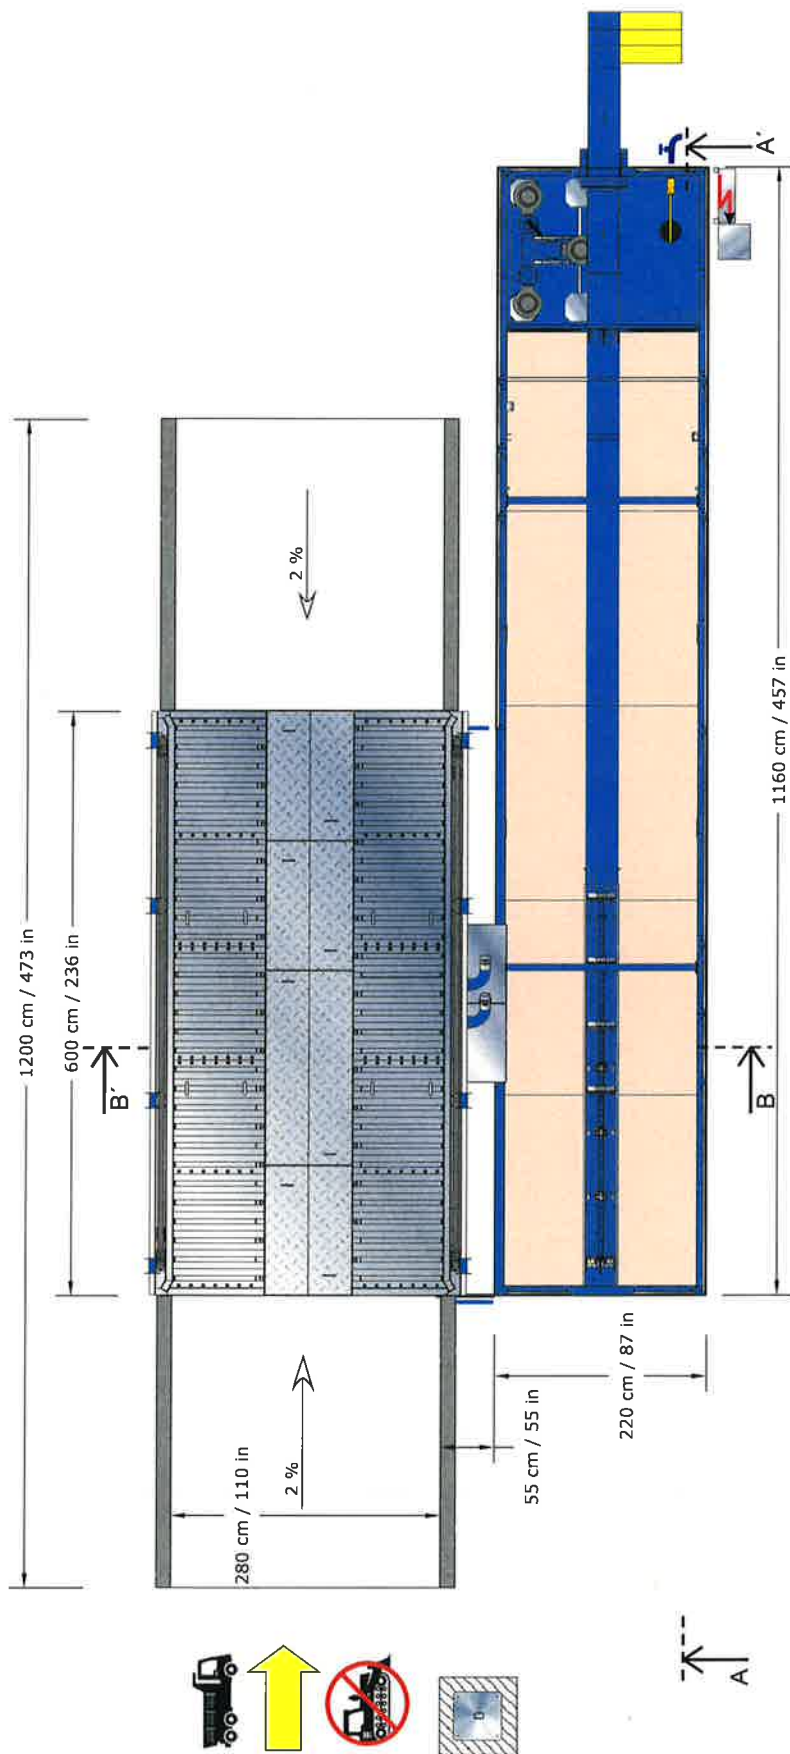 1200 cm / 473 in
600 cm / 236 in
B´
2 %
2 %
280 cm / 110 in
55 cm / 55 in
220 cm / 87 in
1160 cm / 457 in
A´
B
A